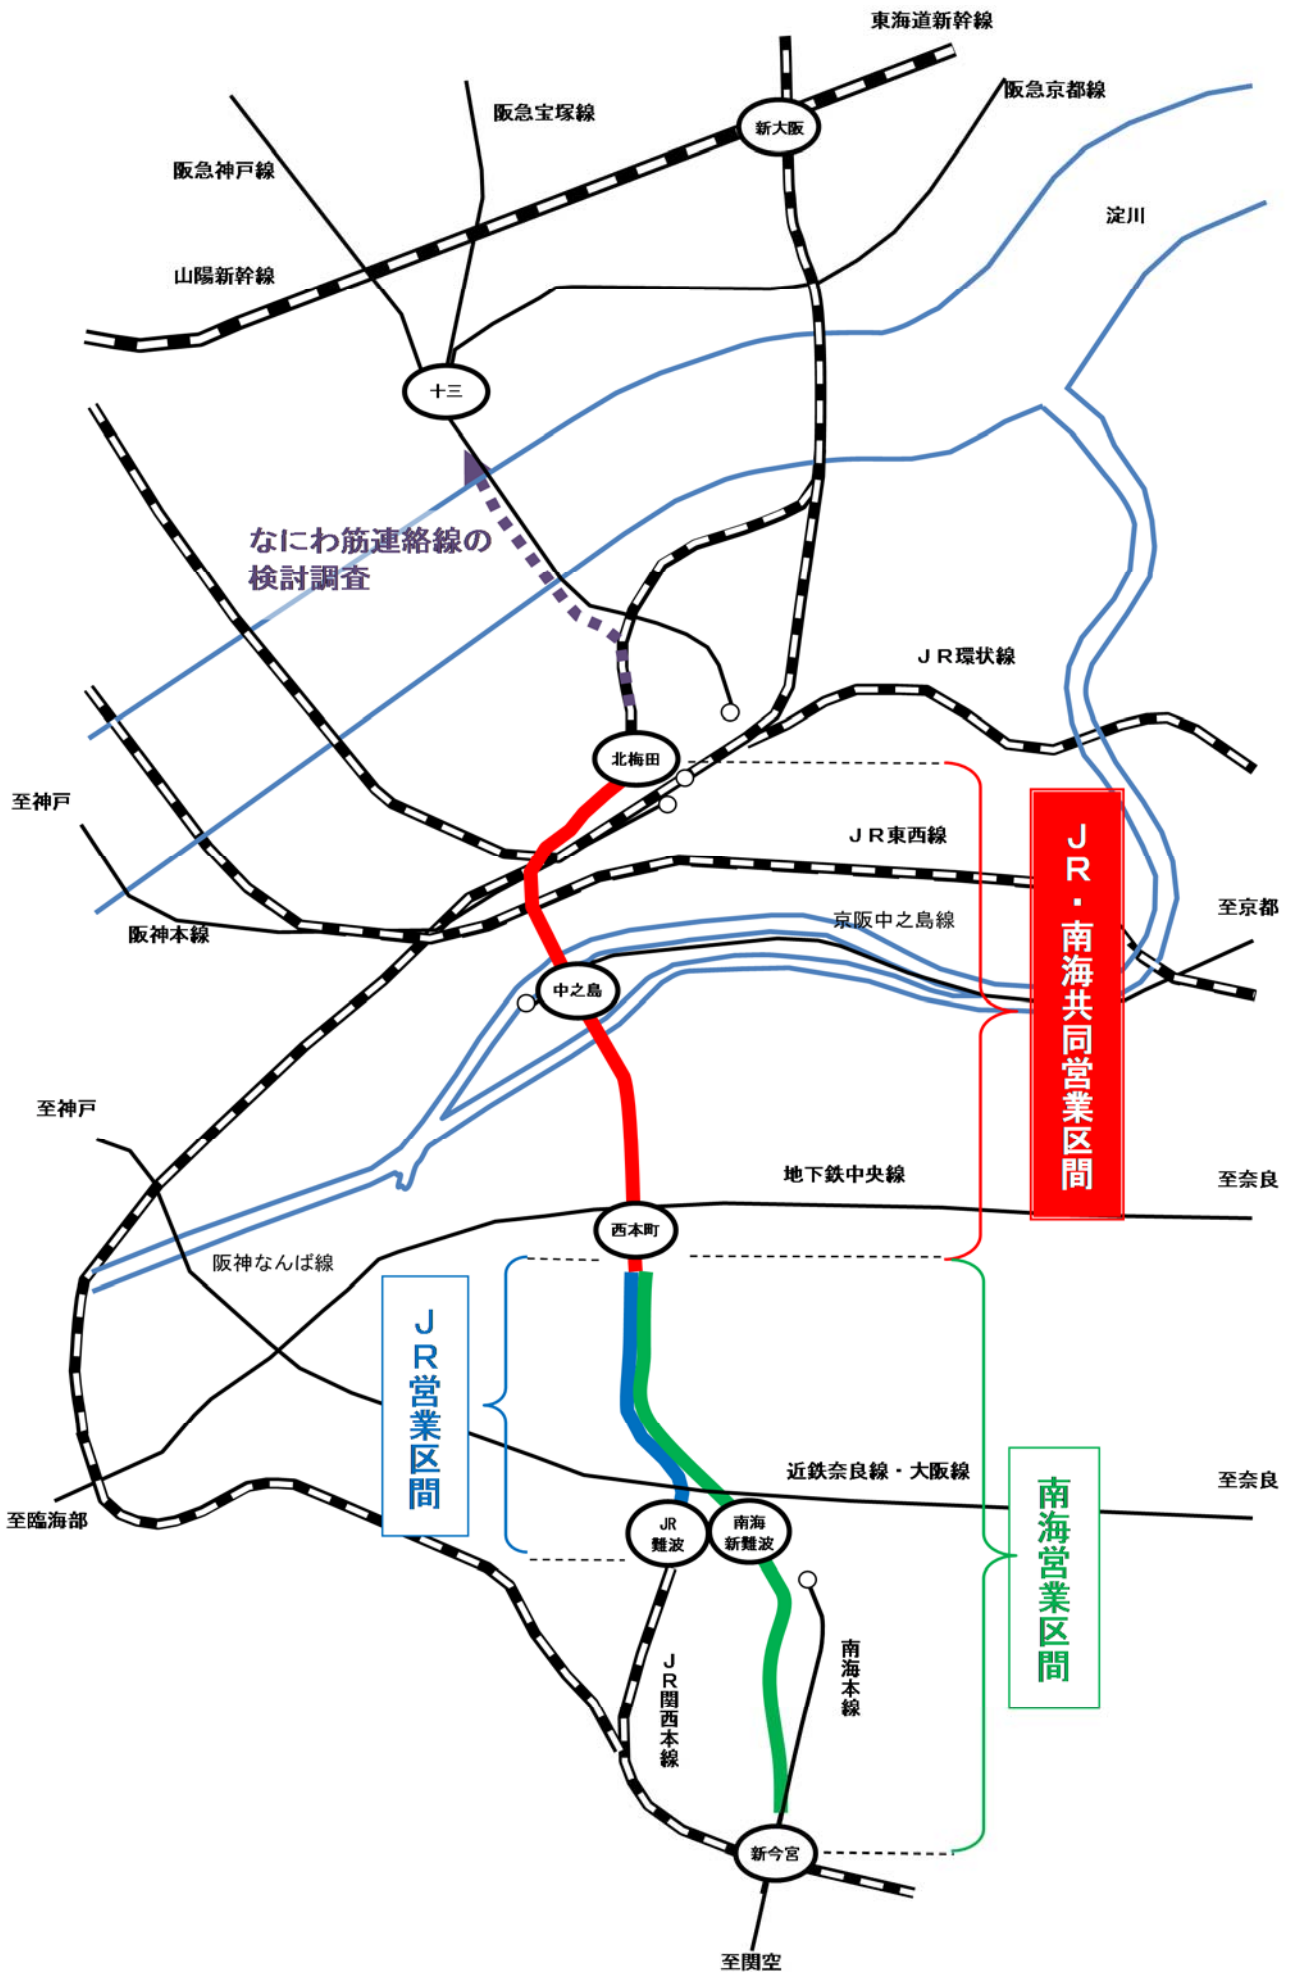 東海道新幹線
阪急京都線
阪急宝塚線
新大阪
阪急神戸線
淀川
山陽新幹線
十三
なにわ筋連絡線の
検討調査
ＪＲ環状線
北梅田
至神戸
ＪＲ東西線
ＪＲ・南海共同営業区間
至京都
京阪中之島線
阪神本線
中之島
至神戸
地下鉄中央線
至奈良
西本町
阪神なんば線
ＪＲ営業区間
近鉄奈良線・大阪線
至奈良
南海営業区間
至臨海部
JR
難波
南海
新難波
ＪＲ関西本線
南海本線
新今宮
至関空